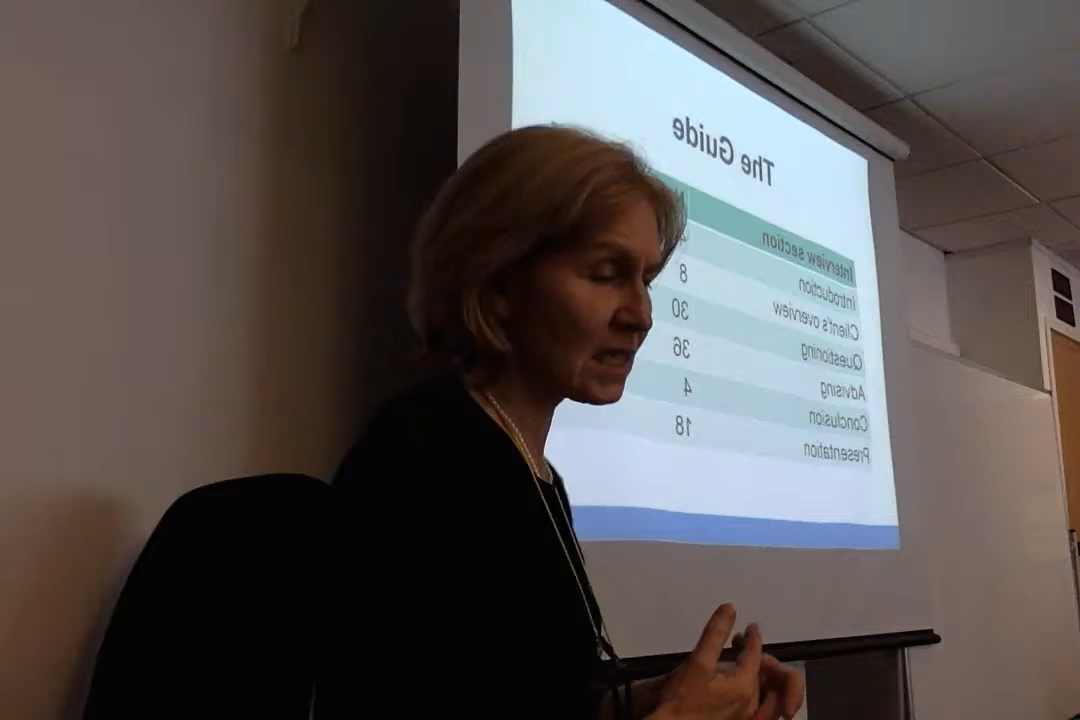 The Guide
Interview section
Introduction
Client's overview 8
Questioning 30
Advising 36
Conclusion 4
Presentation 18